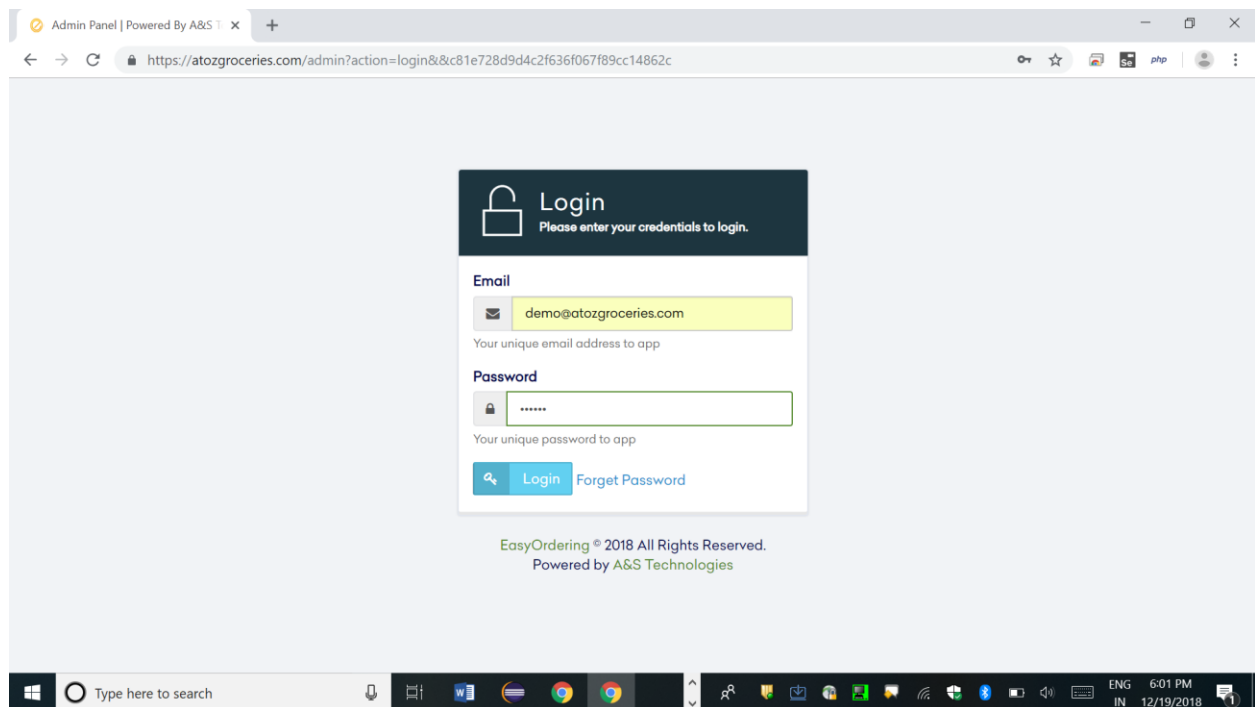 Admin Panel | Powered By A&S T
https://atozgroceries.com/admin?action=login&&c81e728d9d4c2f636f067f89cc14862c
Se
php
Login
Please enter your credentials to login.
Email
demo@atozgroceries.com
Your unique email address to app
Password
••••••
Your unique password to app
Login Forget Password
EasyOrdering © 2018 All Rights Reserved.
Powered by A&S Technologies
Type here to search
ENG 6:01 PM
IN 12/19/2018
1